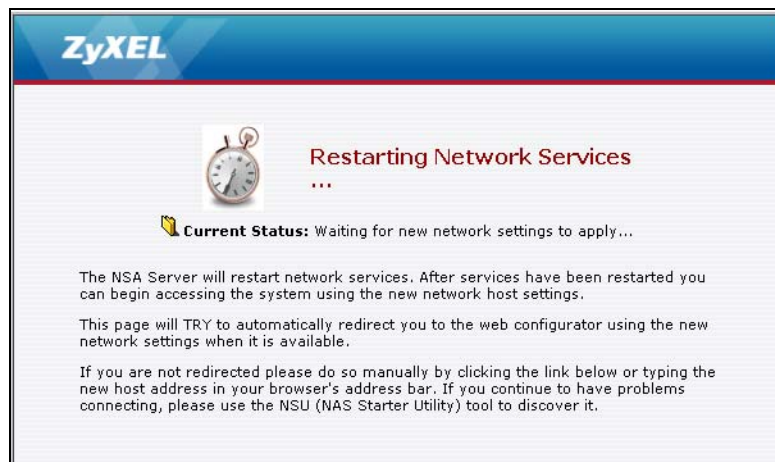 ZyXEL
Restarting Network Services
...
Current Status: Waiting for new network settings to apply...
The NSA Server will restart network services. After services have been restarted you
can begin accessing the system using the new network host settings.
This page will TRY to automatically redirect you to the web configurator using the new
network settings when it is available.
If you are not redirected please do so manually by clicking the link below or typing the
new host address in your browser's address bar. If you continue to have problems
connecting, please use the NSU (NAS Starter Utility) tool to discover it.